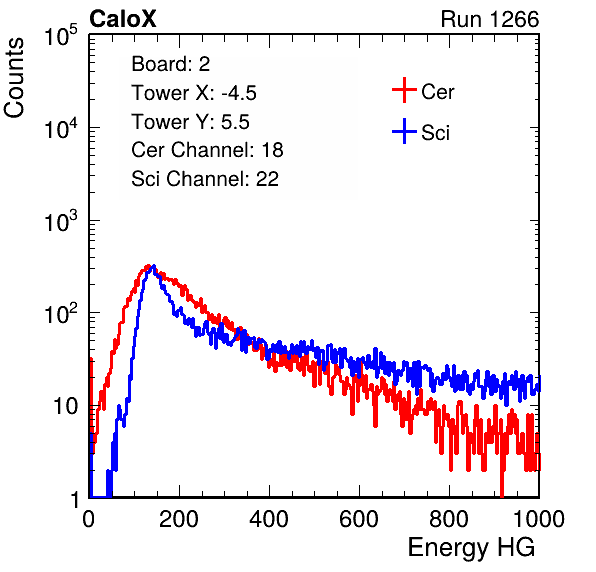 CaloX Run 1266
Counts
Board: 2
Tower X: -4.5
Tower Y: 5.5
Cer Channel: 18
Sci Channel: 22
Cer
Sci
10^5
10^4
10^3
10^2
10
1
0 200 400 600 800 1000
Energy HG